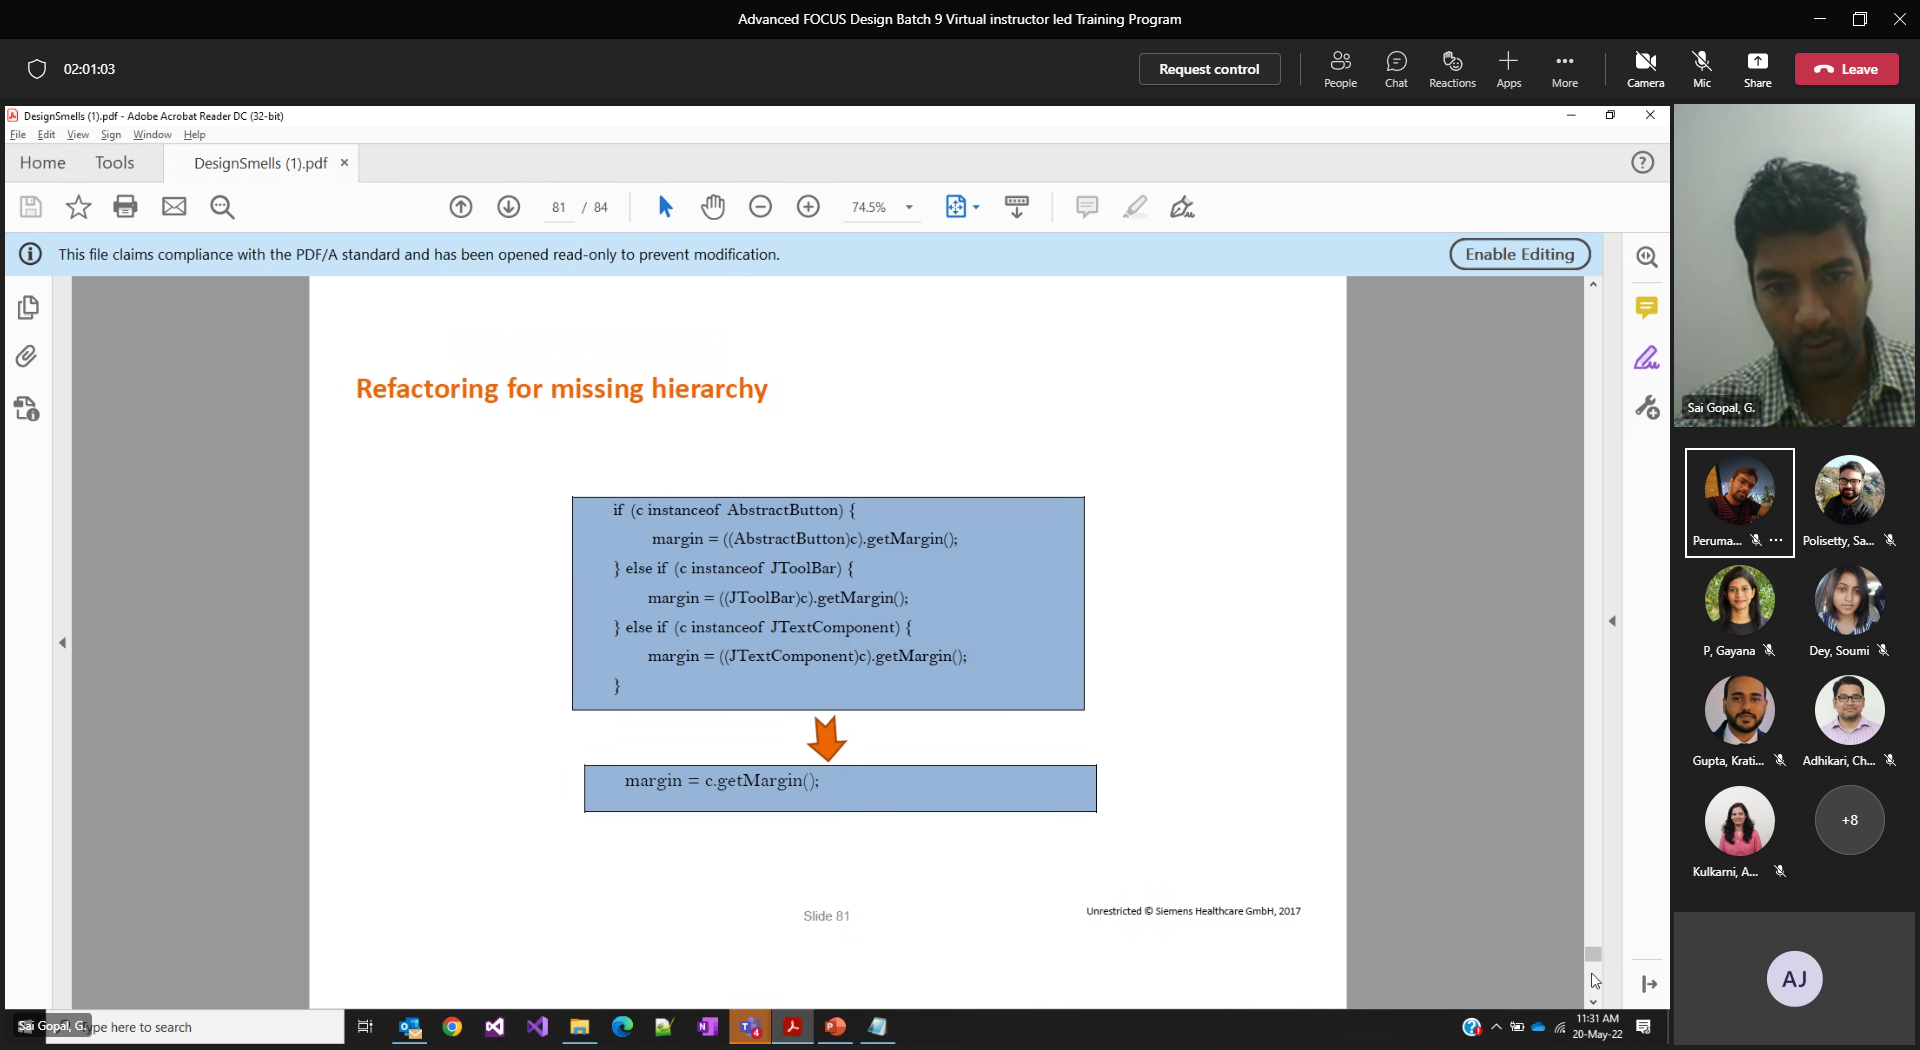 Advanced FOCUS Design Batch 9 Virtual instructor led Training Program
02:01:03
Request control
People
Chat
Reactions
Apps
More
Camera
Mic
Share
Leave
DesignSmells (1).pdf - Adobe Acrobat Reader DC (32-bit)
File Edit View Sign Window Help
Home Tools DesignSmells (1).pdf ×
81 / 84
74.5%
This file claims compliance with the PDF/A standard and has been opened read-only to prevent modification.
Enable Editing
Refactoring for missing hierarchy
if (c instanceof AbstractButton) {
margin = ((AbstractButton)c).getMargin();
} else if (c instanceof JToolBar) {
margin = ((JToolBar)c).getMargin();
} else if (c instanceof JTextComponent) {
margin = ((JTextComponent)c).getMargin();
}
margin = c.getMargin();
Slide 81
Unrestricted © Siemens Healthcare GmbH, 2017
Sai Gopal, G.
Peruma...
Polisetty, Sa...
P, Gayana
Dey, Soumi
Gupta, Krati...
Adhikari, Ch...
Kulkarni, A...
+8
AJ
Sai Gopal, G.
ype here to search
4
11:31 AM
20-May-22